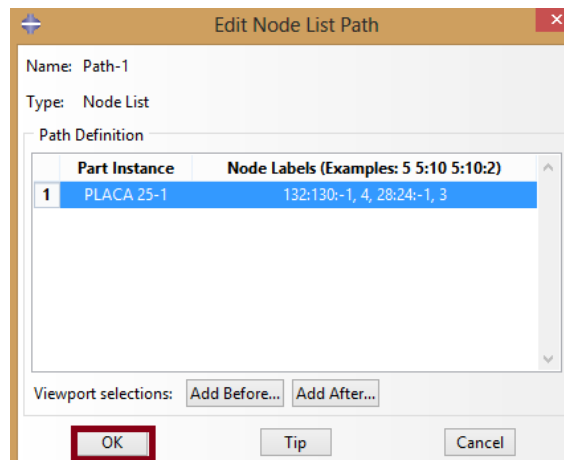 Edit Node List Path
Name: Path-1
Type: Node List
Path Definition
Part Instance Node Labels (Examples: 5 5:10 5:10:2)
1 PLACA 25-1 132:130:-1, 4, 28:24:-1, 3
Viewport selections: Add Before... Add After...
OK Tip Cancel